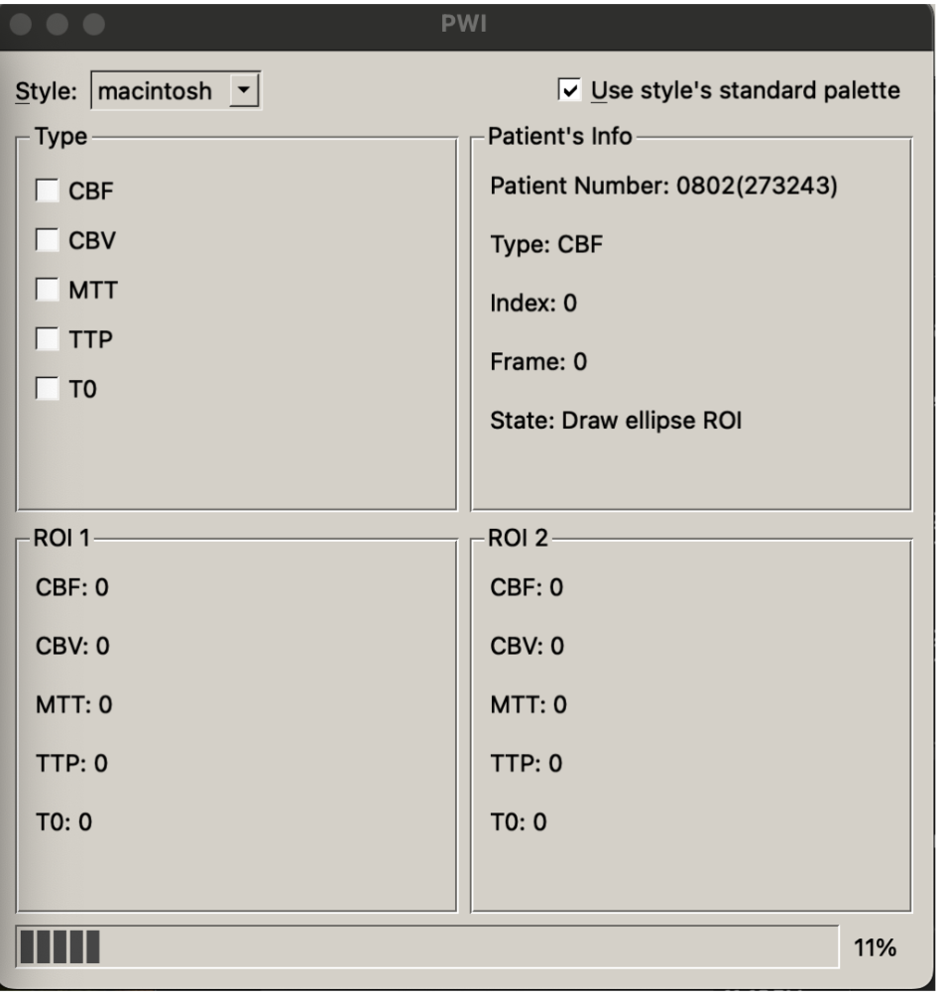 PWI
Style: macintosh
Use style's standard palette
Type
CBF
CBV
MTT
TTP
T0
Patient's Info
Patient Number: 0802(273243)
Type: CBF
Index: 0
Frame: 0
State: Draw ellipse ROI
ROI 1
CBF: 0
CBV: 0
MTT: 0
TTP: 0
T0: 0
ROI 2
CBF: 0
CBV: 0
MTT: 0
TTP: 0
T0: 0
11%